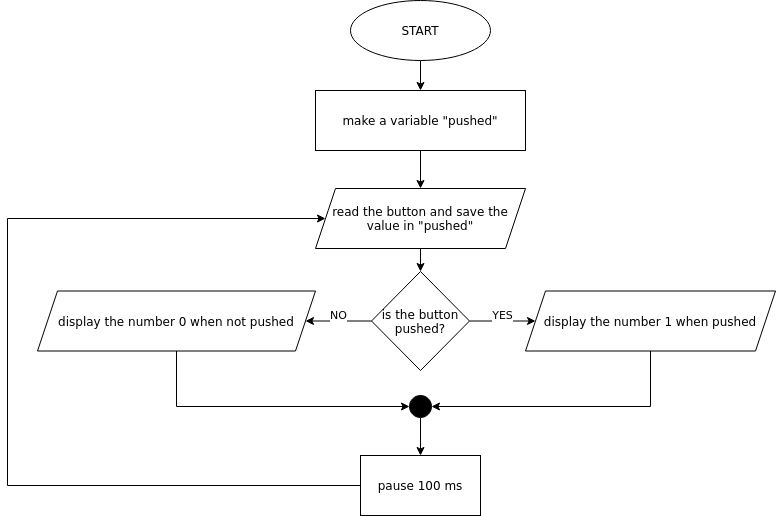 START
make a variable "pushed"
read the button and save the
value in "pushed"
is the button
pushed?
NO
YES
display the number 0 when not pushed
display the number 1 when pushed
pause 100 ms